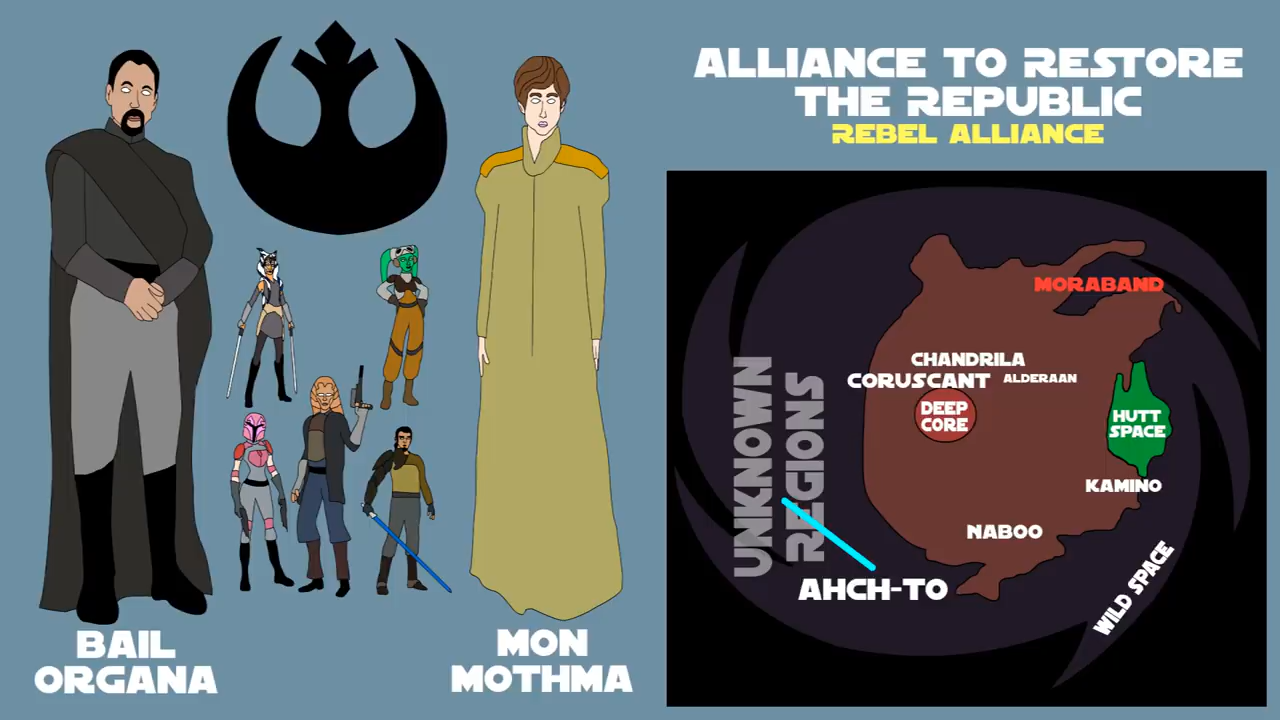 ALLIANCE TO RESTORE
THE REPUBLIC
REBEL ALLIANCE
BAIL
ORGANA
MON
MOTHMA
MORABAND
CHANDRILA
CORUSCANT
ALDERAAN
DEEP
CORE
HUTT
SPACE
UNKNOWN
REGIONS
KAMINO
NABOO
AHCH-TO
WILD SPACE